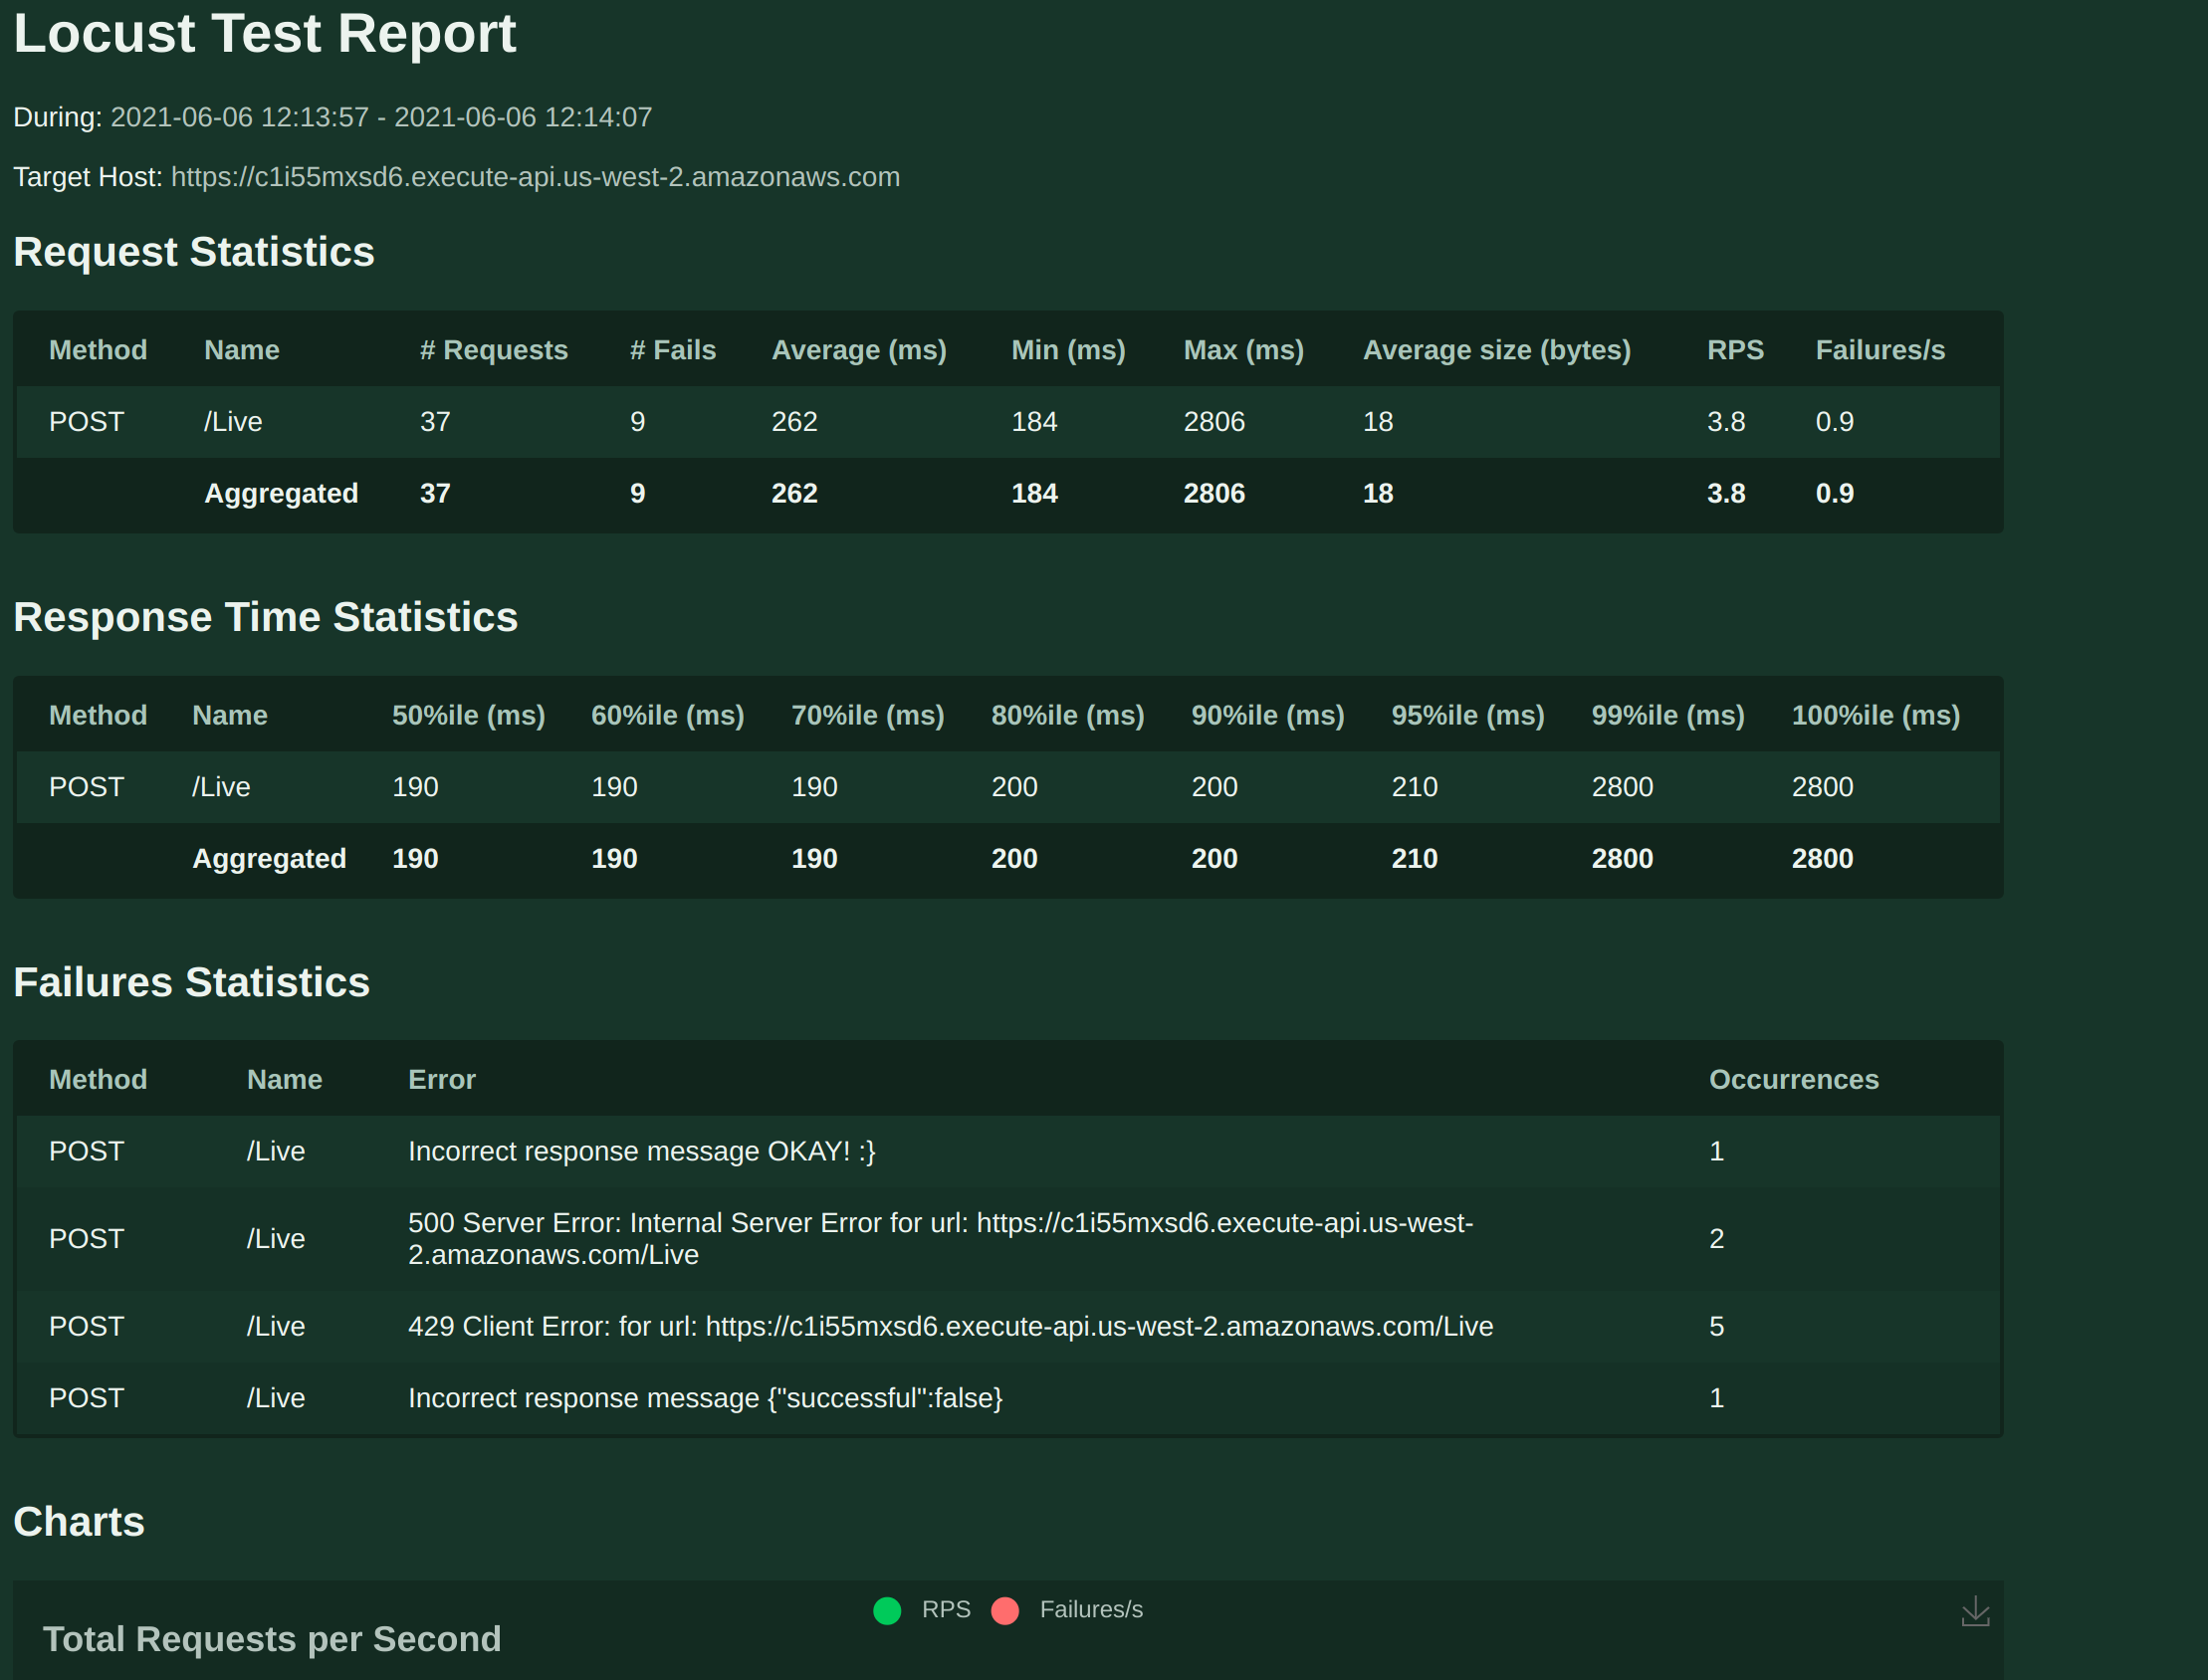 Locust Test Report
During: 2021-06-06 12:13:57 - 2021-06-06 12:14:07
Target Host: https://c1i55mxsd6.execute-api.us-west-2.amazonaws.com
Request Statistics
Method Name # Requests # Fails Average (ms) Min (ms) Max (ms) Average size (bytes) RPS Failures/s
POST /Live 37 9 262 184 2806 18 3.8 0.9
Aggregated 37 9 262 184 2806 18 3.8 0.9
Response Time Statistics
Method Name 50%ile (ms) 60%ile (ms) 70%ile (ms) 80%ile (ms) 90%ile (ms) 95%ile (ms) 99%ile (ms) 100%ile (ms)
POST /Live 190 190 190 200 200 210 2800 2800
Aggregated 190 190 190 200 200 210 2800 2800
Failures Statistics
Method Name Error Occurrences
POST /Live Incorrect response message OKAY! :} 1
POST /Live 500 Server Error: Internal Server Error for url: https://c1i55mxsd6.execute-api.us-west-
2.amazonaws.com/Live 2
POST /Live 429 Client Error: for url: https://c1i55mxsd6.execute-api.us-west-2.amazonaws.com/Live 5
POST /Live Incorrect response message {"successful":false} 1
Charts
RPS Failures/s
Total Requests per Second